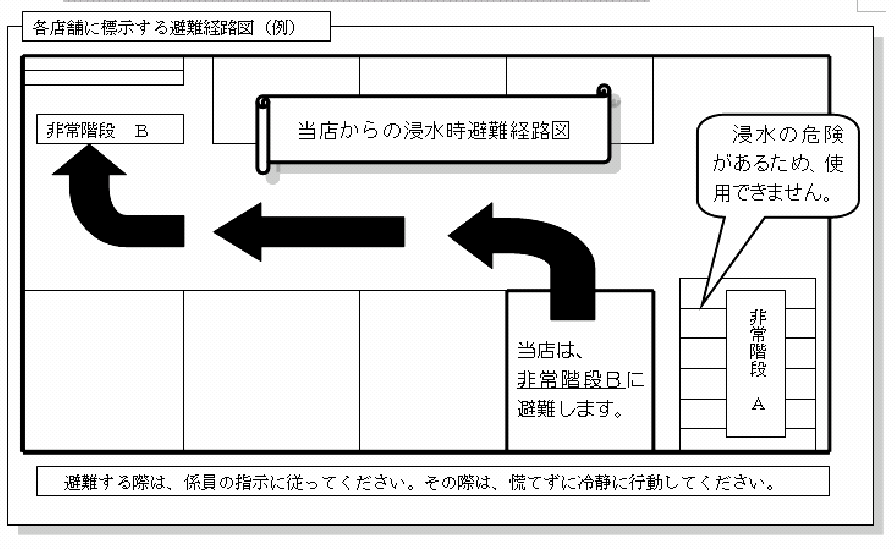 各店舗に標示する避難経路図（例）
当店からの浸水時避難経路図
非常階段　Ｂ
浸水の危険
があるため、使
用できません。
非常階段　Ａ
当店は、
非常階段Ｂに
避難します。
避難する際は、係員の指示に従ってください。その際は、慌てずに冷静に行動してください。